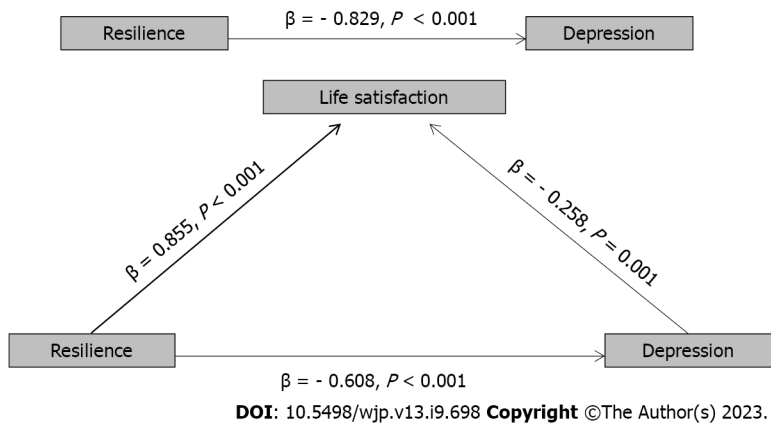 β = - 0.829, P < 0.001
Resilience
Depression
Life satisfaction
β = 0.855, P < 0.001
β = - 0.258, P = 0.001
Resilience
Depression
β = - 0.608, P < 0.001
DOI: 10.5498/wjp.v13.i9.698 Copyright ©The Author(s) 2023.